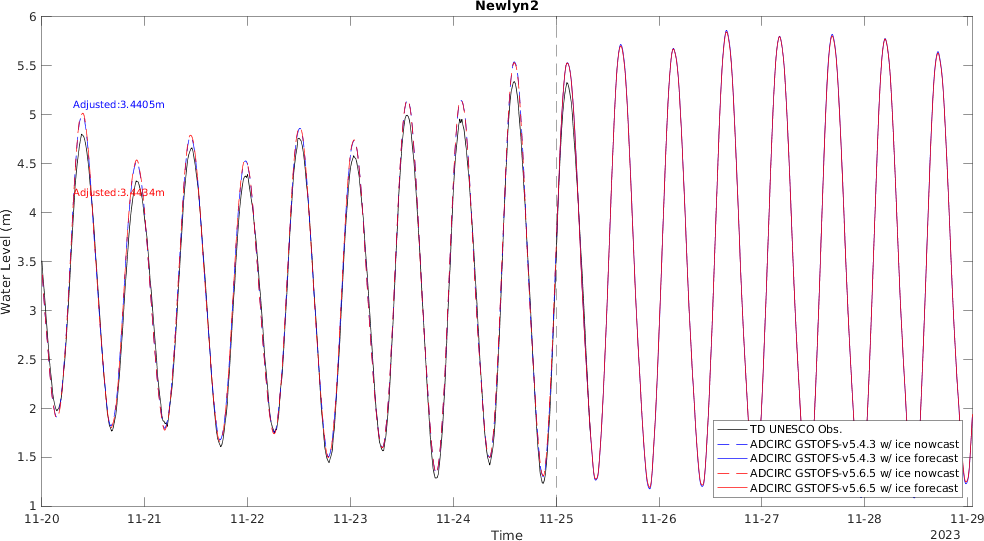 Newlyn2
6
5.5
5
4.5
4
3.5
3
2.5
2
1.5
1
Water Level (m)
Adjusted:3.4405m
Adjusted:3.4434m
TD UNESCO Obs.
ADCIRC GSTOFS-v5.4.3 w/ ice nowcast
ADCIRC GSTOFS-v5.4.3 w/ ice forecast
ADCIRC GSTOFS-v5.6.5 w/ ice nowcast
ADCIRC GSTOFS-v5.6.5 w/ ice forecast
11-20 11-21 11-22 11-23 11-24 11-25 11-26 11-27 11-28 11-29
Time
2023